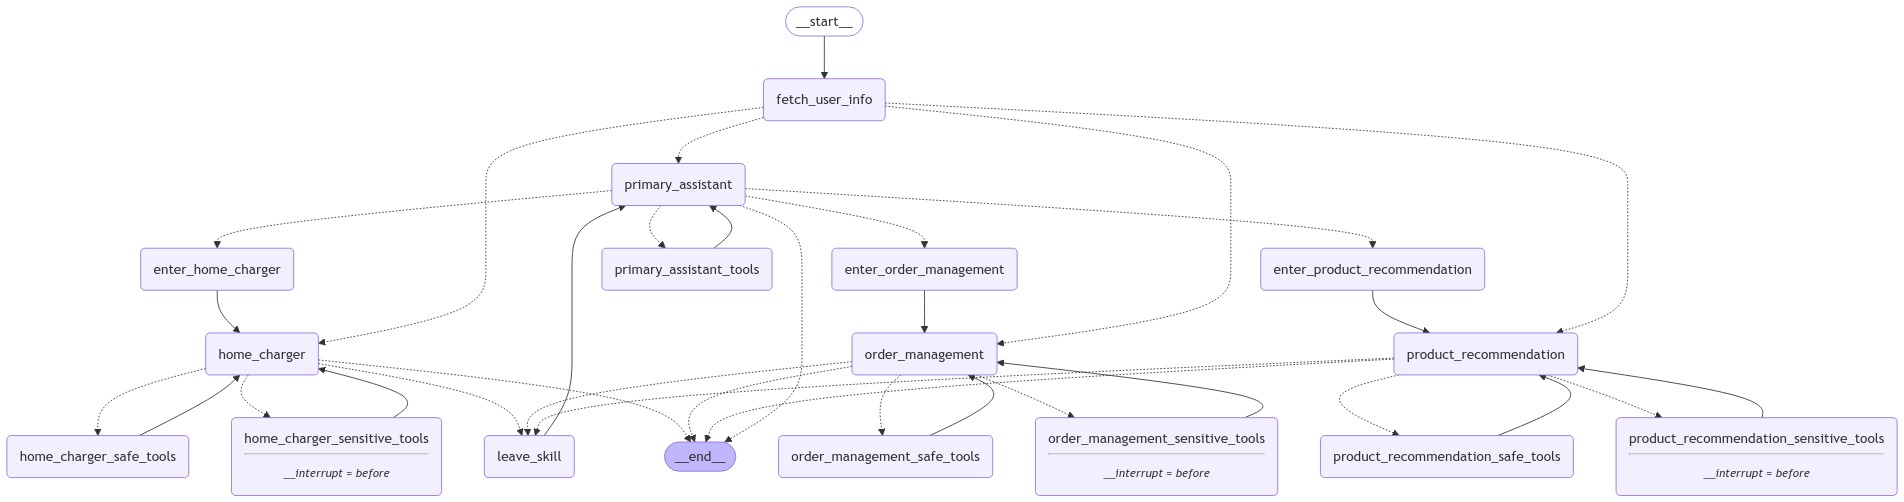 __start__
fetch_user_info
primary_assistant
enter_home_charger
primary_assistant_tools
enter_order_management
enter_product_recommendation
home_charger
order_management
product_recommendation
home_charger_safe_tools
home_charger_sensitive_tools
__interrupt = before
leave_skill
__end__
order_management_safe_tools
order_management_sensitive_tools
__interrupt = before
product_recommendation_safe_tools
product_recommendation_sensitive_tools
__interrupt = before